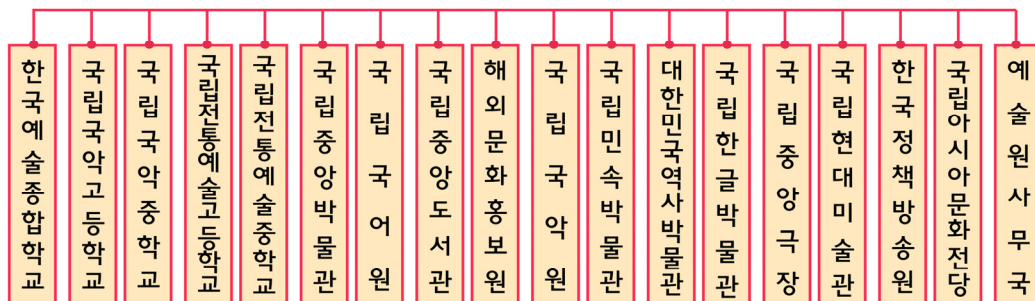 한국예술종합학교
국립국악고등학교
국립국악중학교
국립전통예술고등학교
국립전통예술중학교
국립중앙박물관
국립국어원
국립중앙도서관
해외문화홍보원
국립국악원
국립민속박물관
대한민국역사박물관
국립한글박물관
국립중앙극장
국립현대미술관
한국정책방송원
국립아시아문화전당
예술원사무국